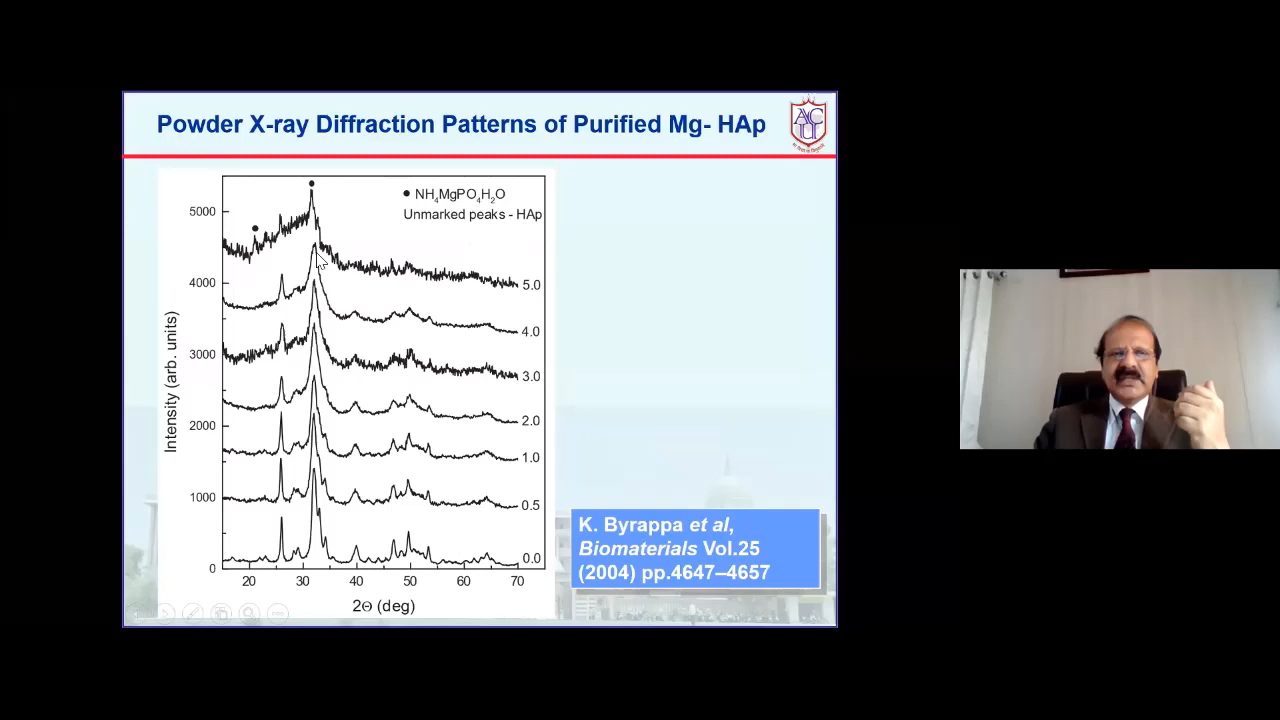 Powder X-ray Diffraction Patterns of Purified Mg- HAp
ACU
NH4MgPO4H2O
Unmarked peaks - HAp
5000
4000
3000
2000
1000
0
5.0
4.0
3.0
2.0
1.0
0.5
0.0
20 30 40 50 60 70
Intensity (arb. units)
2Θ (deg)
K. Byrappa et al,
Biomaterials Vol.25
(2004) pp.4647–4657